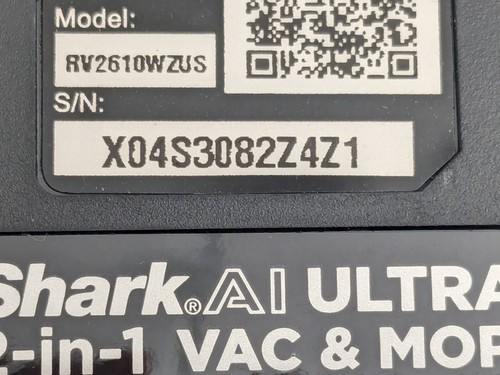 Model:
RV2610WZUS
S/N:
X04S3082Z4Z1
Shark® AI ULTRA
2-in-1 VAC & MOP